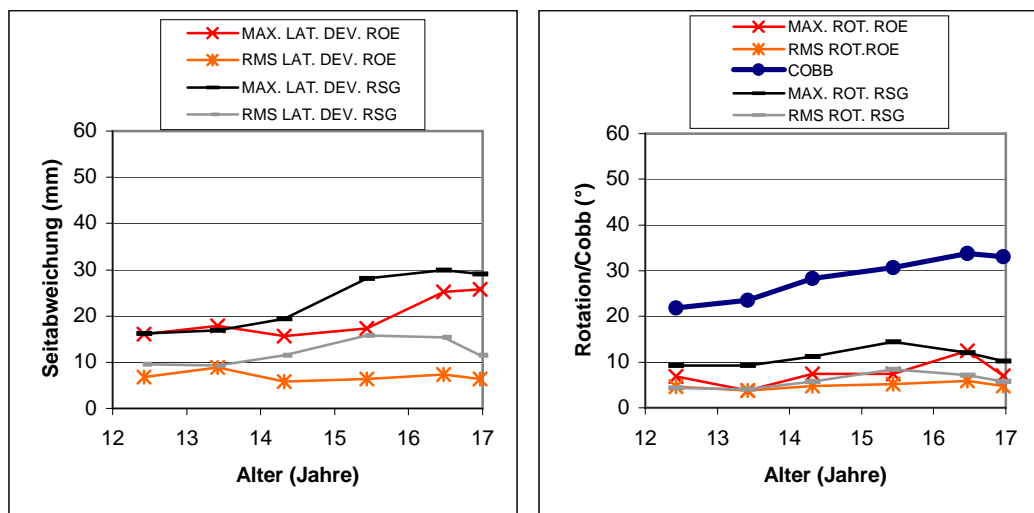 MAX. LAT. DEV. ROE
RMS LAT. DEV. ROE
MAX. LAT. DEV. RSG
RMS LAT. DEV. RSG
60
50
40
30
20
10
0
Seitabweichung (mm)
12 13 14 15 16 17
Alter (Jahre)
MAX. ROT. ROE
RMS ROT.ROE
COBB
MAX. ROT. RSG
RMS ROT. RSG
60
50
40
30
20
10
0
Rotation/Cobb (°)
12 13 14 15 16 17
Alter (Jahre)